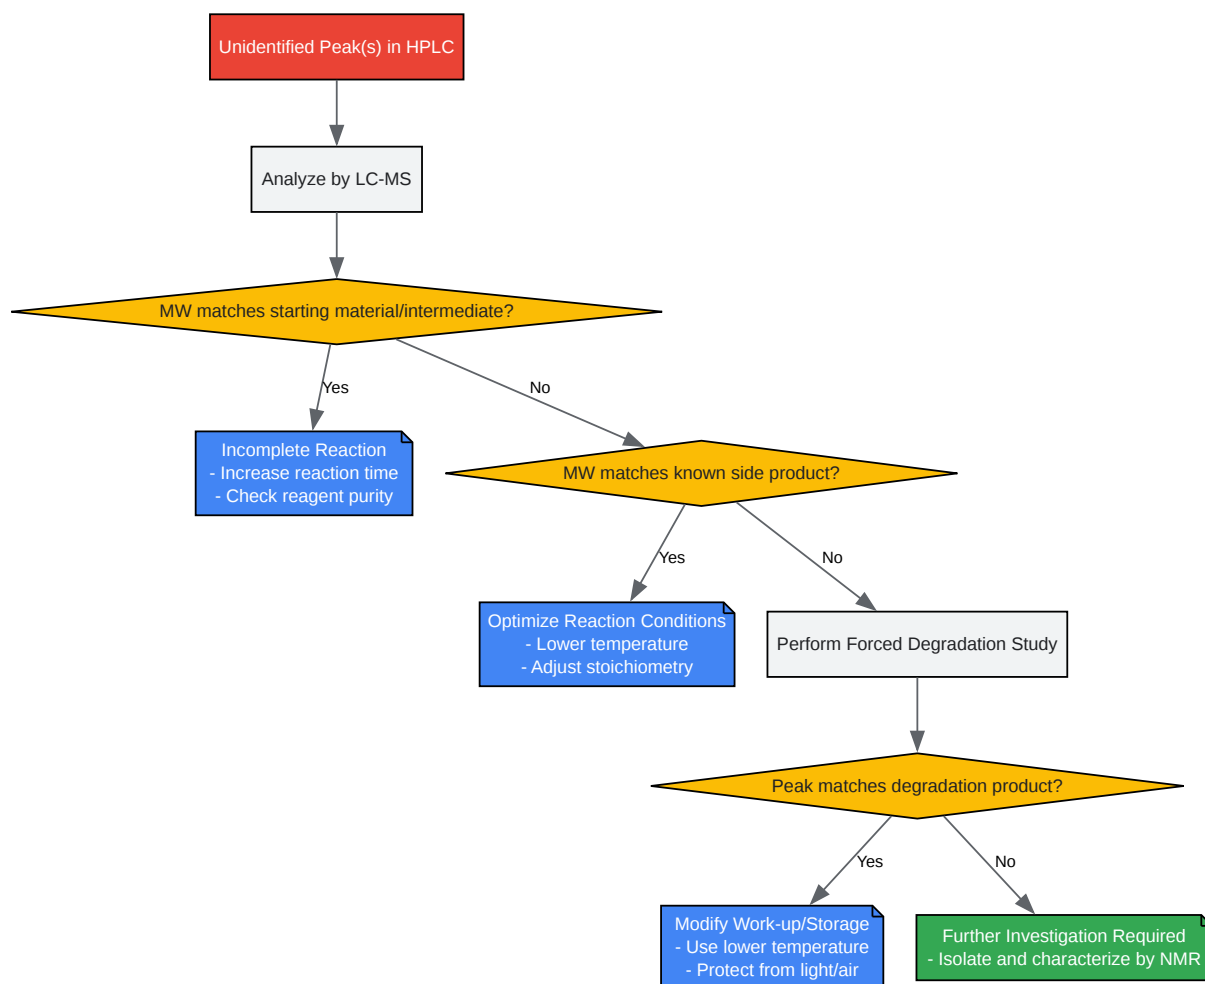 Unidentified Peak(s) in HPLC
Analyze by LC-MS
MW matches starting material/intermediate?
Yes
No
Incomplete Reaction
- Increase reaction time
- Check reagent purity
MW matches known side product?
Yes
No
Optimize Reaction Conditions
- Lower temperature
- Adjust stoichiometry
Perform Forced Degradation Study
Peak matches degradation product?
Yes
No
Modify Work-up/Storage
- Use lower temperature
- Protect from light/air
Further Investigation Required
- Isolate and characterize by NMR